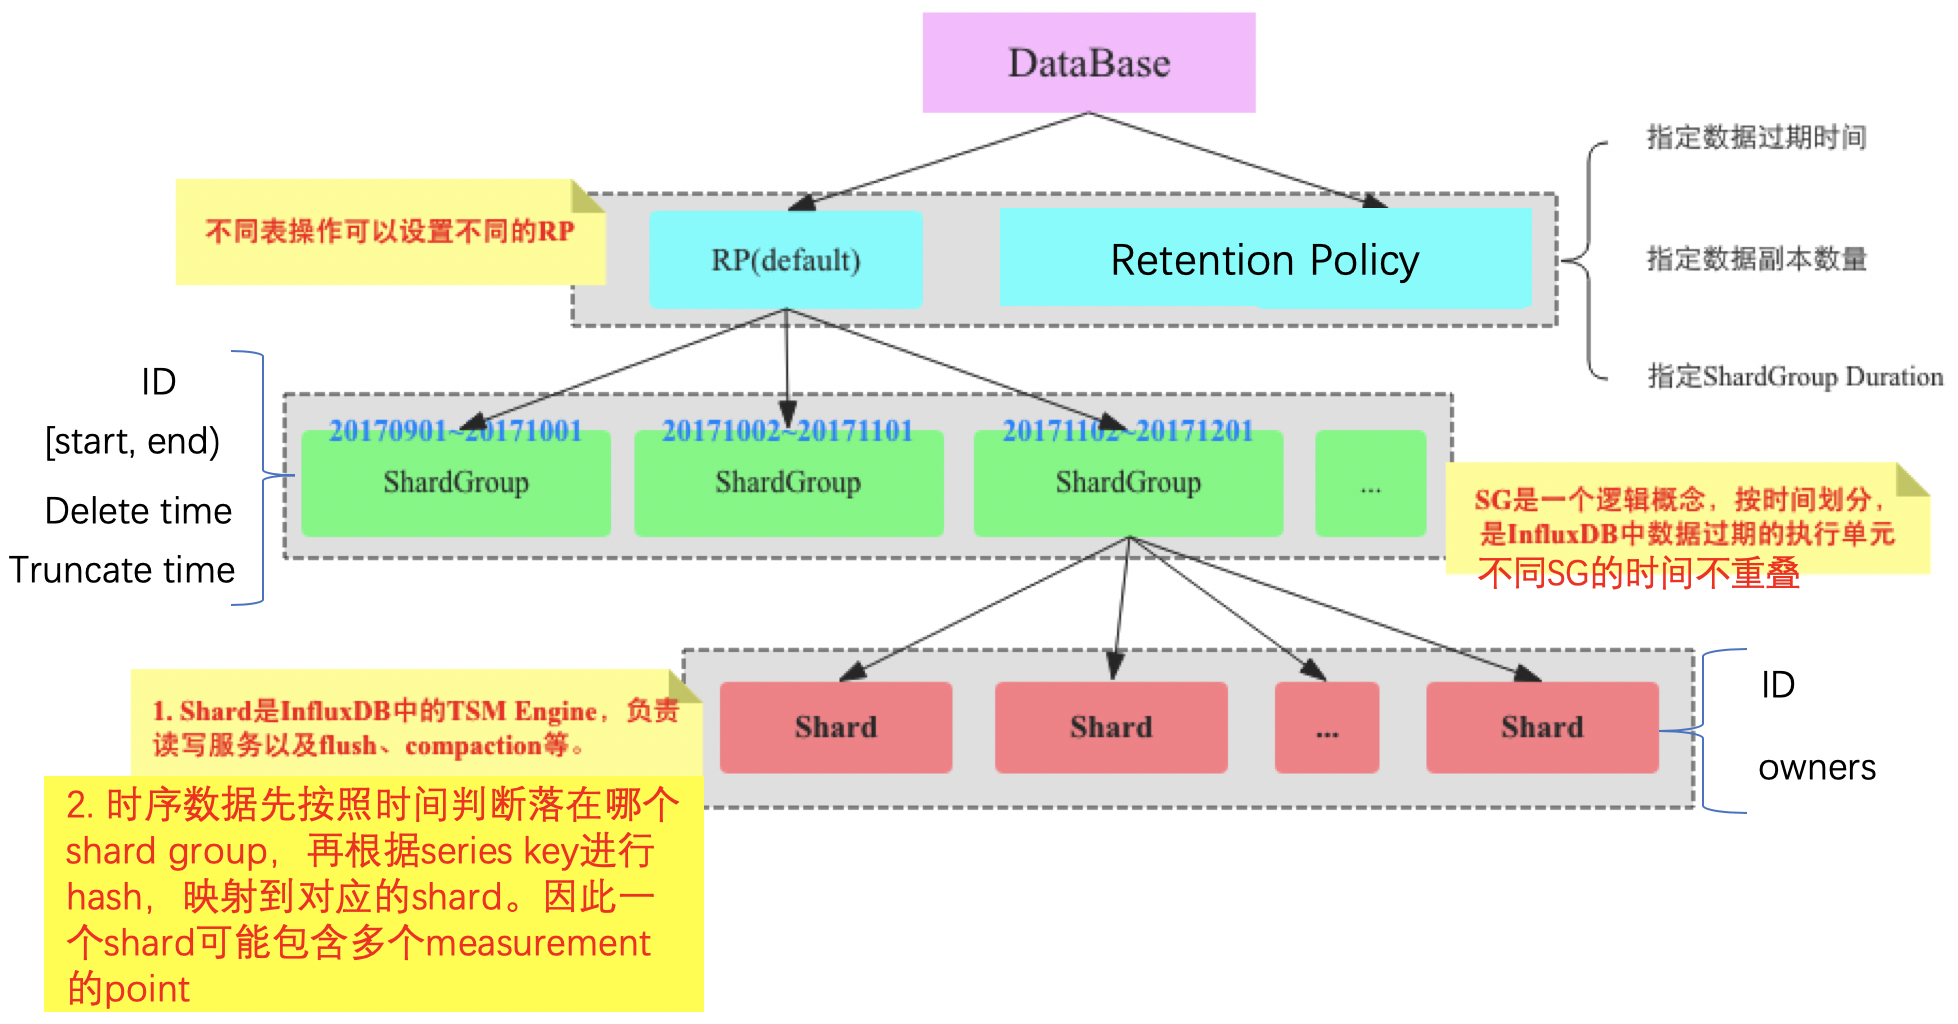 DataBase
指定数据过期时间
不同表操作可以设置不同的RP
RP(default)
Retention Policy
指定数据副本数量
指定ShardGroup Duration
ID
[start, end)
Delete time
Truncate time
20170901~20171001
ShardGroup
20171002~20171101
ShardGroup
20171102~20171201
ShardGroup
...
SG是一个逻辑概念，按时间划分，
是InfluxDB中数据过期的执行单元
不同SG的时间不重叠
1. Shard是InfluxDB中的TSM Engine，负责
读写服务以及flush、compaction等。
2. 时序数据先按照时间判断落在哪个
shard group，再根据series key进行
hash，映射到对应的shard。因此一
个shard可能包含多个measurement
的point
Shard
Shard
...
Shard
ID
owners